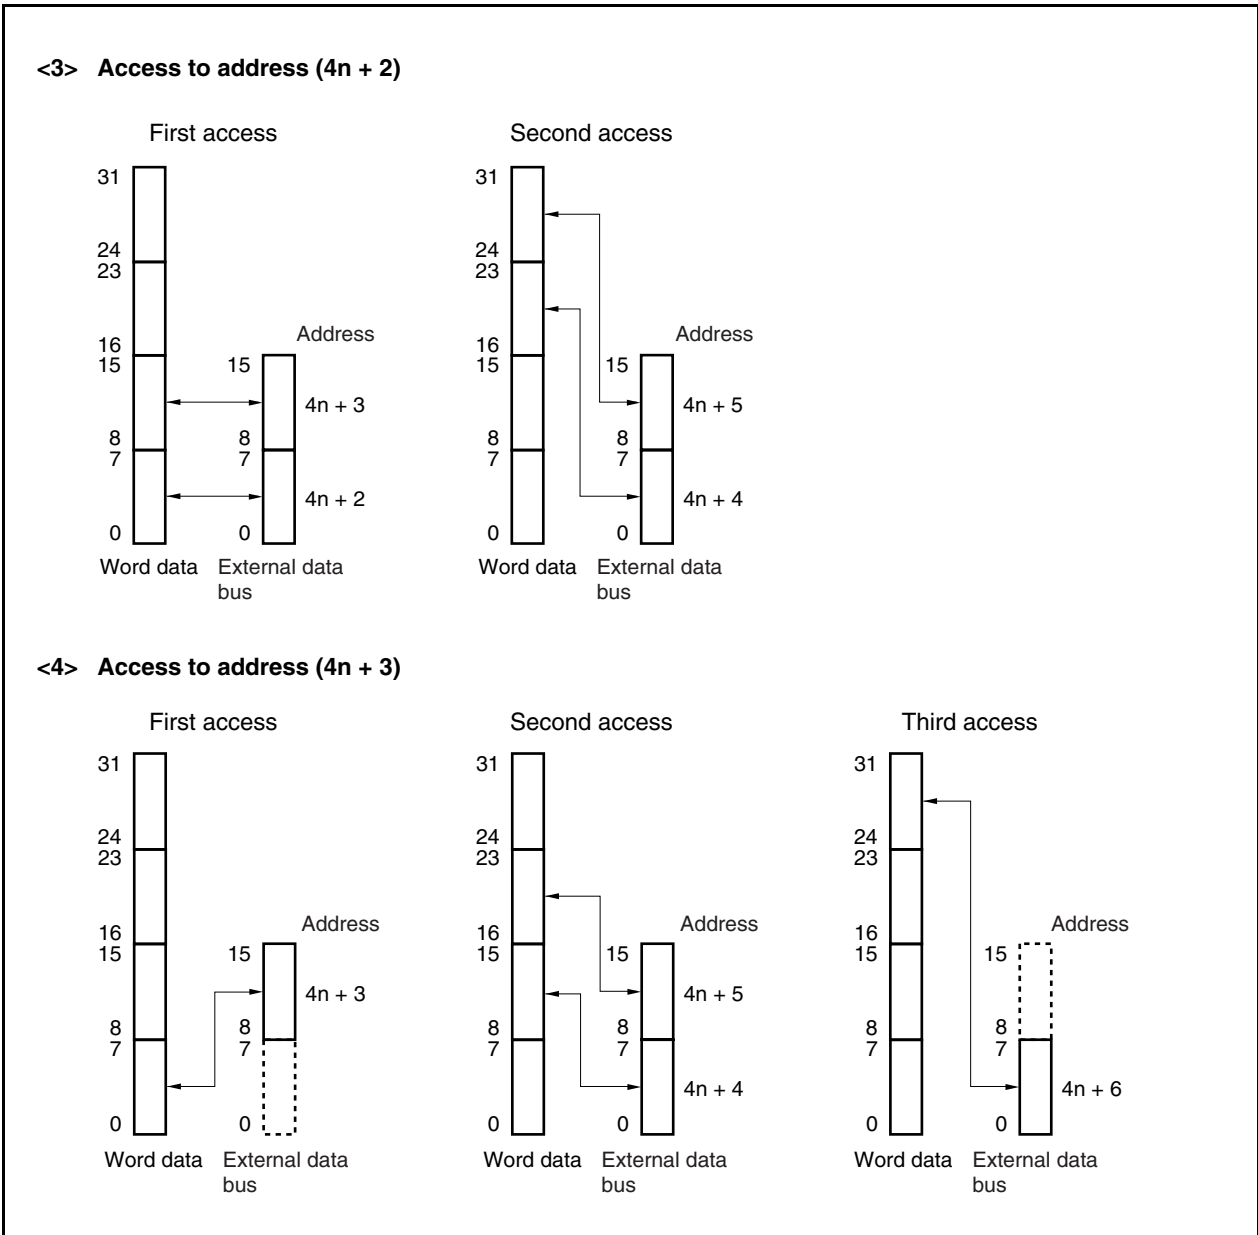 <3> Access to address (4n + 2)
First access
31
24
23
16
15
8
7
0
Word data
Address
15
4n + 3
8
7
4n + 2
0
External data
bus
Second access
31
24
23
16
15
8
7
0
Word data
Address
15
4n + 5
8
7
4n + 4
0
External data
bus
<4> Access to address (4n + 3)
First access
31
24
23
16
15
8
7
0
Word data
Address
15
4n + 3
8
7
0
External data
bus
Second access
31
24
23
16
15
8
7
0
Word data
Address
15
4n + 5
8
7
4n + 4
0
External data
bus
Third access
31
24
23
16
15
8
7
0
Word data
Address
15
8
7
4n + 6
0
External data
bus